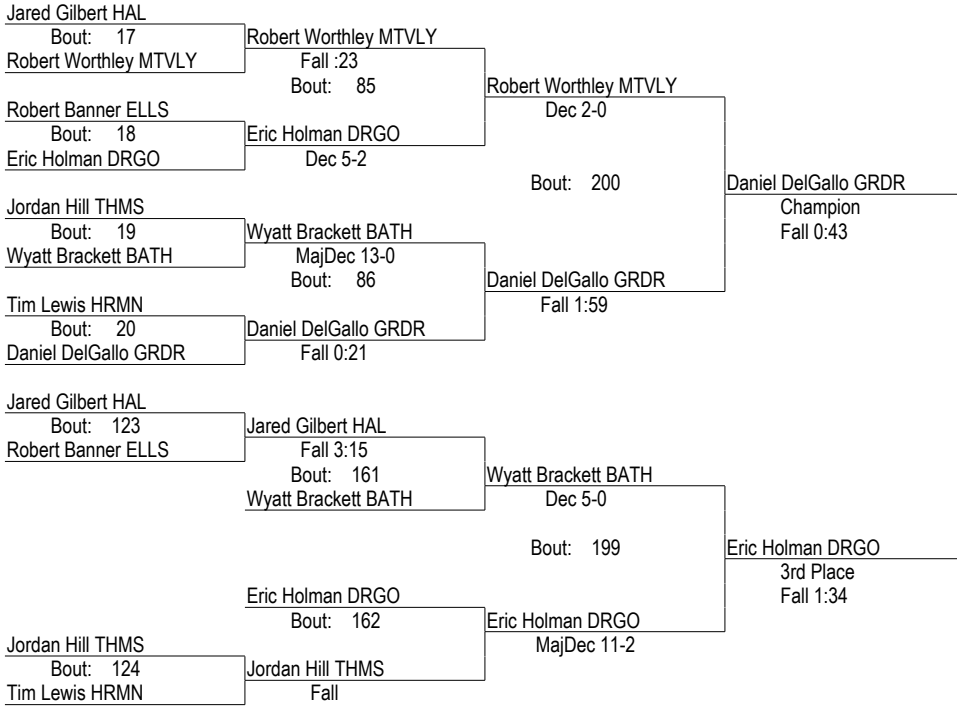 Jared Gilbert HAL
Bout: 17
Robert Worthley MTVLY
Robert Worthley MTVLY
Fall :23
Bout: 85
Robert Worthley MTVLY
Dec 2-0
Robert Banner ELLS
Bout: 18
Eric Holman DRGO
Eric Holman DRGO
Dec 5-2
Bout: 200
Daniel DelGallo GRDR
Champion
Fall 0:43
Jordan Hill THMS
Bout: 19
Wyatt Brackett BATH
Wyatt Brackett BATH
MajDec 13-0
Bout: 86
Daniel DelGallo GRDR
Fall 1:59
Tim Lewis HRMN
Bout: 20
Daniel DelGallo GRDR
Daniel DelGallo GRDR
Fall 0:21
Jared Gilbert HAL
Bout: 123
Robert Banner ELLS
Jared Gilbert HAL
Fall 3:15
Bout: 161
Wyatt Brackett BATH
Wyatt Brackett BATH
Dec 5-0
Bout: 199
Eric Holman DRGO
3rd Place
Fall 1:34
Eric Holman DRGO
Bout: 162
Eric Holman DRGO
MajDec 11-2
Jordan Hill THMS
Bout: 124
Tim Lewis HRMN
Jordan Hill THMS
Fall